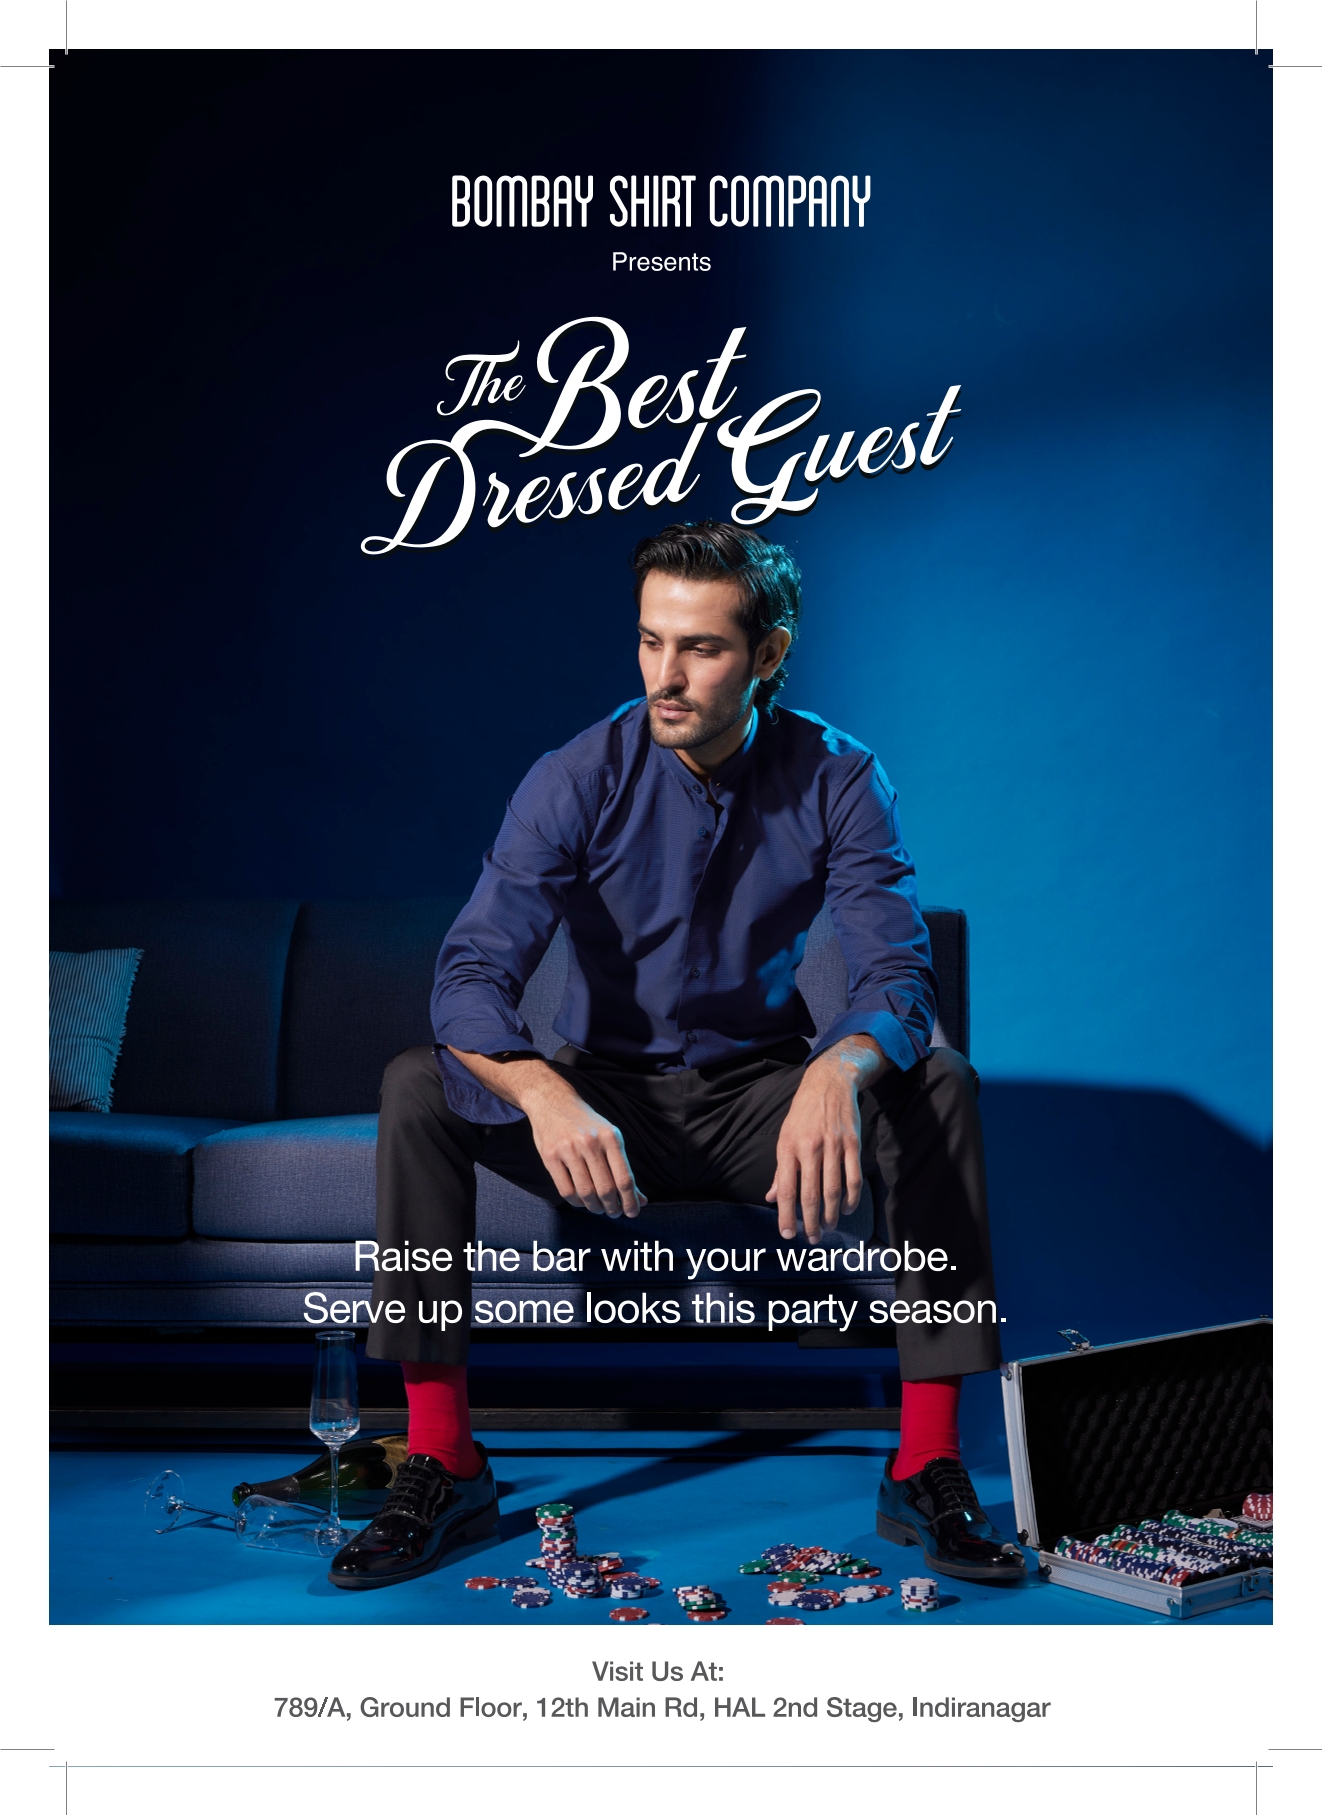 BOMBAY SHIRT COMPANY
Presents
The Best
Dressed Guest
Raise the bar with your wardrobe.
Serve up some looks this party season.
Visit Us At:
789/A, Ground Floor, 12th Main Rd, HAL 2nd Stage, Indiranagar